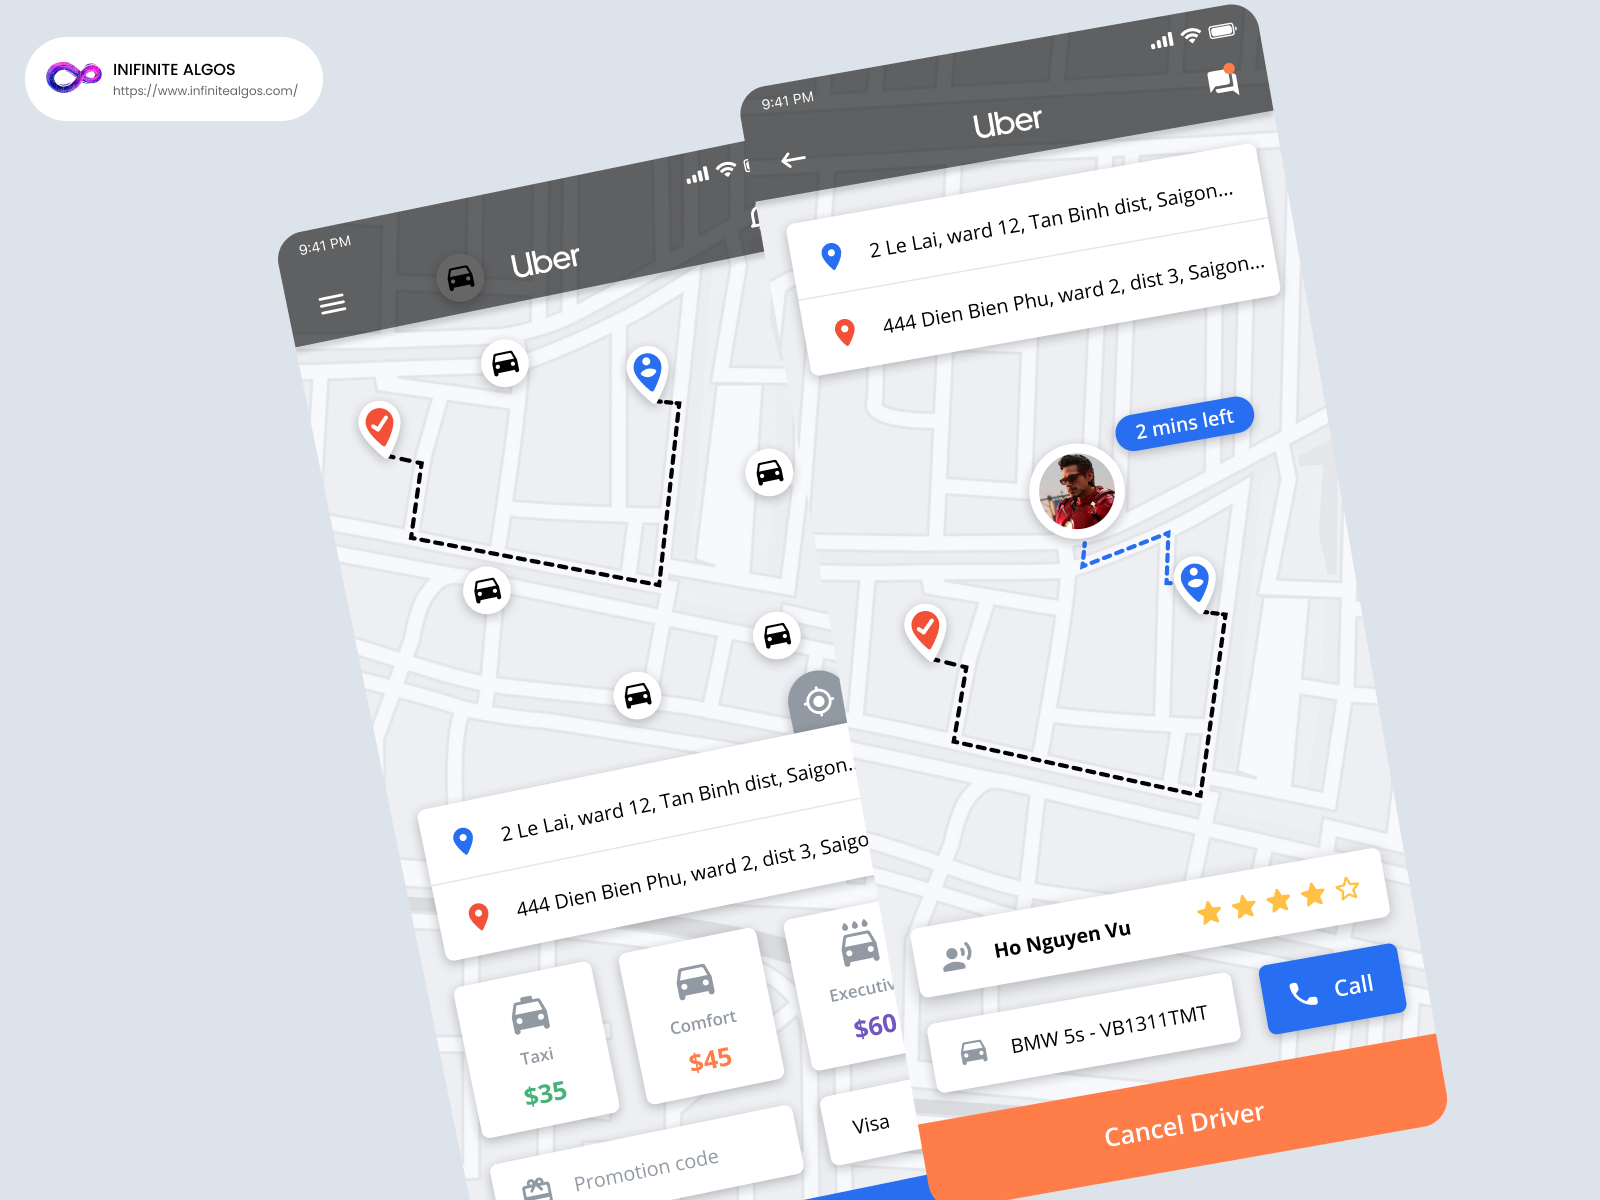 INIFINITE ALGOS
https://www.infinitealgos.com/
9:41 PM
Uber
2 Le Lai, ward 12, Tan Binh dist, Saigon...
444 Dien Bien Phu, ward 2, dist 3, Saigon...
2 mins left
Ho Nguyen Vu
BMW 5s - VB1311TMT
Call
Cancel Driver
9:41 PM
Uber
2 Le Lai, ward 12, Tan Binh dist, Saigon..
444 Dien Bien Phu, ward 2, dist 3, Saigo
Taxi
$35
Comfort
$45
Executiv
$60
Promotion code
Visa